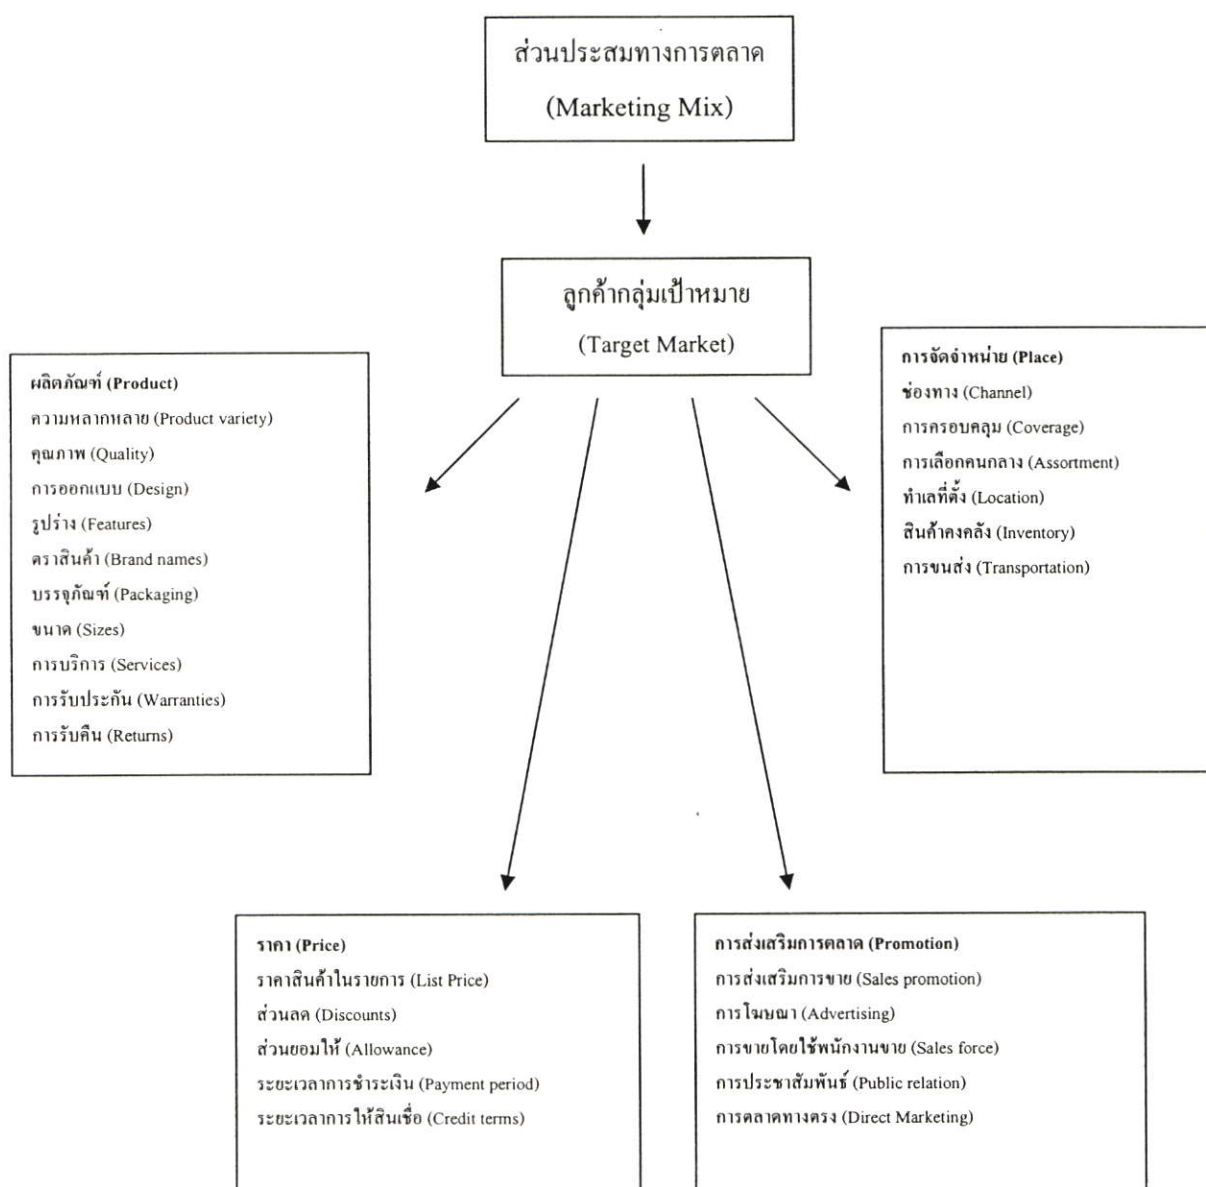 ส่วนประสมทางการตลาด
(Marketing Mix)
ลูกค้ากลุ่มเป้าหมาย
(Target Market)
ผลิตภัณฑ์ (Product)
ความหลากหลาย (Product variety)
คุณภาพ (Quality)
การออกแบบ (Design)
รูปร่าง (Features)
ตราสินค้า (Brand names)
บรรจุภัณฑ์ (Packaging)
ขนาด (Sizes)
การบริการ (Services)
การรับประกัน (Warranties)
การรับคืน (Returns)
การจัดจำหน่าย (Place)
ช่องทาง (Channel)
การครอบคลุม (Coverage)
การเลือกคนกลาง (Assortment)
ทำเลที่ตั้ง (Location)
สินค้าคงคลัง (Inventory)
การขนส่ง (Transportation)
ราคา (Price)
ราคาสินค้าในรายการ (List Price)
ส่วนลด (Discounts)
ส่วนยอมให้ (Allowance)
ระยะเวลาการชำระเงิน (Payment period)
ระยะเวลาการให้สินเชื่อ (Credit terms)
การส่งเสริมการตลาด (Promotion)
การส่งเสริมการขาย (Sales promotion)
การโฆษณา (Advertising)
การขายโดยใช้พนักงานขาย (Sales force)
การประชาสัมพันธ์ (Public relation)
การตลาดทางตรง (Direct Marketing)